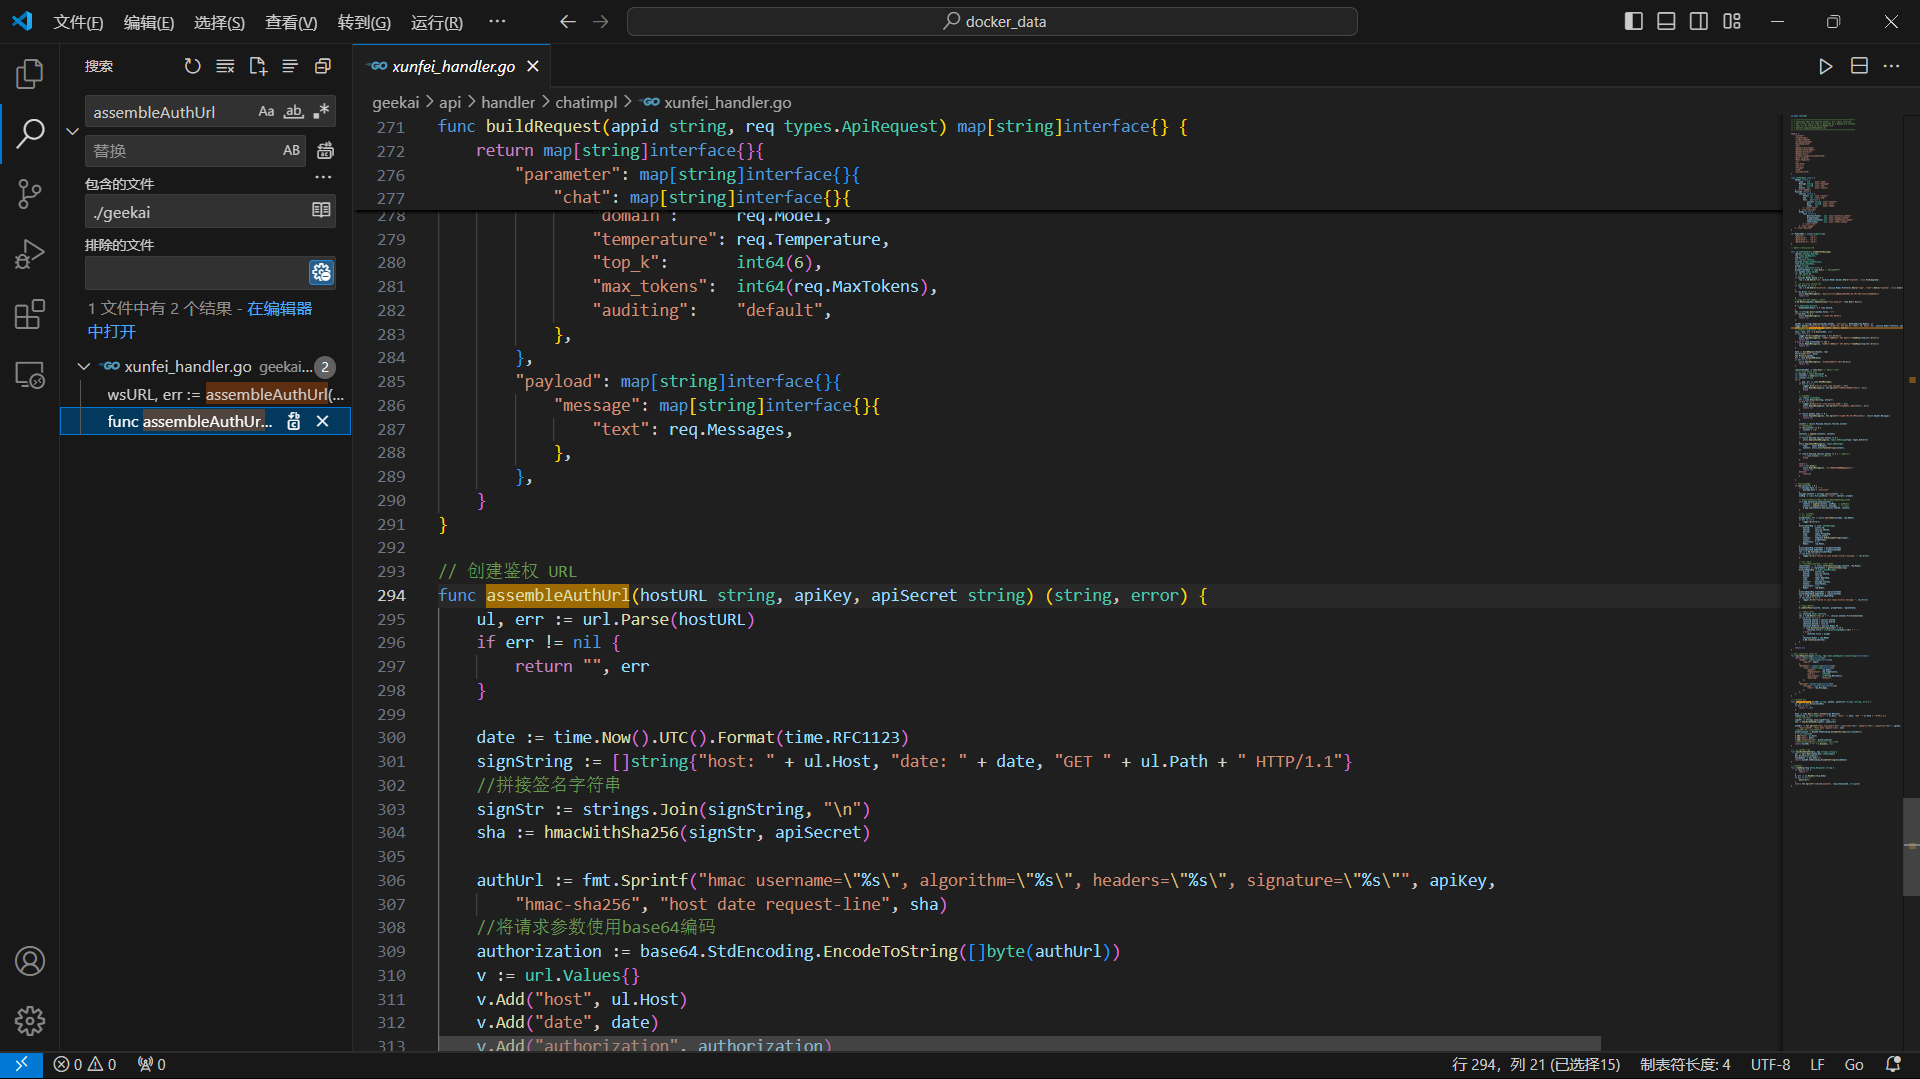 文件(F) 编辑(E) 选择(S) 查看(V) 转到(G) 运行(R) ··· docker_data
搜索
assembleAuthUrl Aa ab
替换 AB
···
包含的文件
./geekai
排除的文件
1 文件中有 2 个结果 - 在编辑器
中打开
xunfei_handler.go geekai... 2
wsURL, err := assembleAuthUrl(...
func assembleAuthUr...
xunfei_handler.go
geekai > api > handler > chatimpl > xunfei_handler.go
271 func buildRequest(appid string, req types.ApiRequest) map[string]interface{} {
272 return map[string]interface{}{
276 "parameter": map[string]interface{}{
277 "chat": map[string]interface{}{
278 "domain": req.Model,
279 "temperature": req.Temperature,
280 "top_k": int64(6),
281 "max_tokens": int64(req.MaxTokens),
282 "auditing": "default",
283 },
284 },
285 "payload": map[string]interface{}{
286 "message": map[string]interface{}{
287 "text": req.Messages,
288 },
289 },
290 }
291 }
292
293 // 创建鉴权 URL
294 func assembleAuthUrl(hostURL string, apiKey, apiSecret string) (string, error) {
295 ul, err := url.Parse(hostURL)
296 if err != nil {
297 return "", err
298 }
299
300 date := time.Now().UTC().Format(time.RFC1123)
301 signString := []string{"host: " + ul.Host, "date: " + date, "GET " + ul.Path + " HTTP/1.1"}
302 //拼接签名字符串
303 signStr := strings.Join(signString, "\n")
304 sha := hmacWithSha256(signStr, apiSecret)
305
306 authUrl := fmt.Sprintf("hmac username=\"%s\", algorithm=\"%s\", headers=\"%s\", signature=\"%s\"", apiKey,
307 "hmac-sha256", "host date request-line", sha)
308 //将请求参数使用base64编码
309 authorization := base64.StdEncoding.EncodeToString([]byte(authUrl))
310 v := url.Values{}
311 v.Add("host", ul.Host)
312 v.Add("date", date)
313 v.Add("authorization", authorization)
0 0 0 行 294，列 21 (已选择15) 制表符长度: 4 UTF-8 LF Go